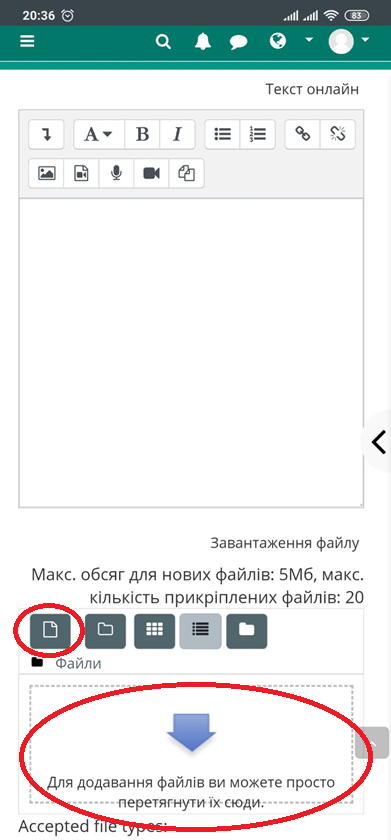 20:36 83
Текст онлайн
A B I
Завантаження файлу
Макс. обсяг для нових файлів: 5Мб, макс.
кількість прикріплених файлів: 20
Файли
Для додавання файлів ви можете просто
перетягнути їх сюди.
Accepted file types: